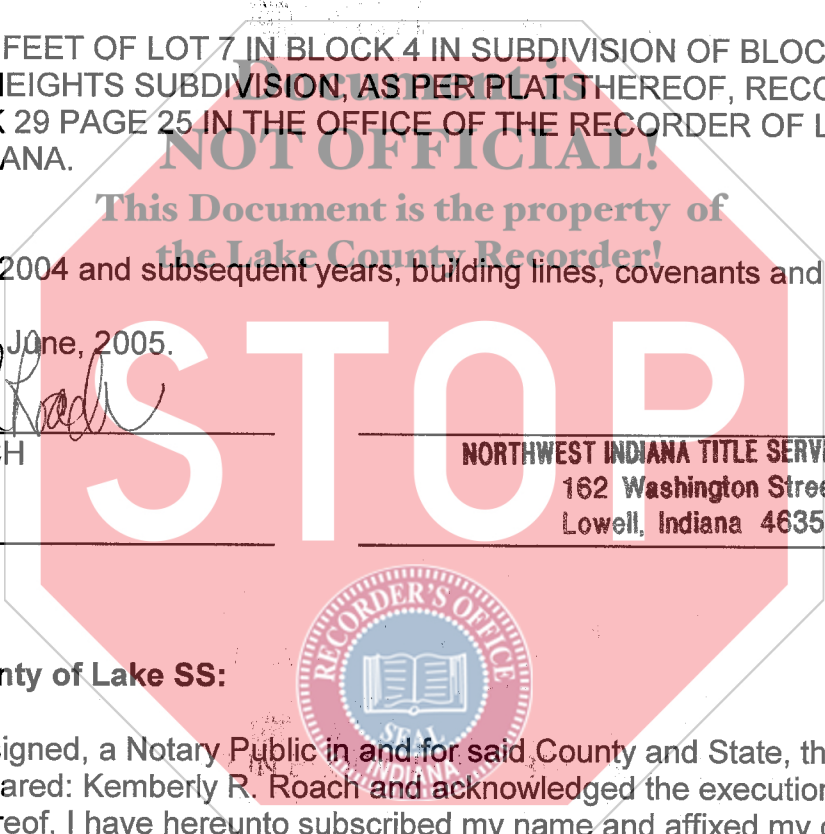 FEET OF LOT 7 IN BLOCK 4 IN SUBDIVISION OF BLOC
HEIGHTS SUBDIVISION, AS PER PLAT THEREOF, RECO
K 29 PAGE 25 IN THE OFFICE OF THE RECORDER OF L
ANA.
Document is
NOT OFFICIAL!
This Document is the property of
the Lake County Recorder!
2004 and subsequent years, building lines, covenants and
June, 2005.
Roach
CH
STOP
NORTHWEST INDIANA TITLE SERVI
162 Washington Stree
Lowell, Indiana 4635
RECORDER'S OFFICE
SEAL
INDIANA
nty of Lake SS:
signed, a Notary Public in and for said County and State, th
ared: Kemberly R. Roach and acknowledged the execution
reof, I have hereunto subscribed my name and affixed my o